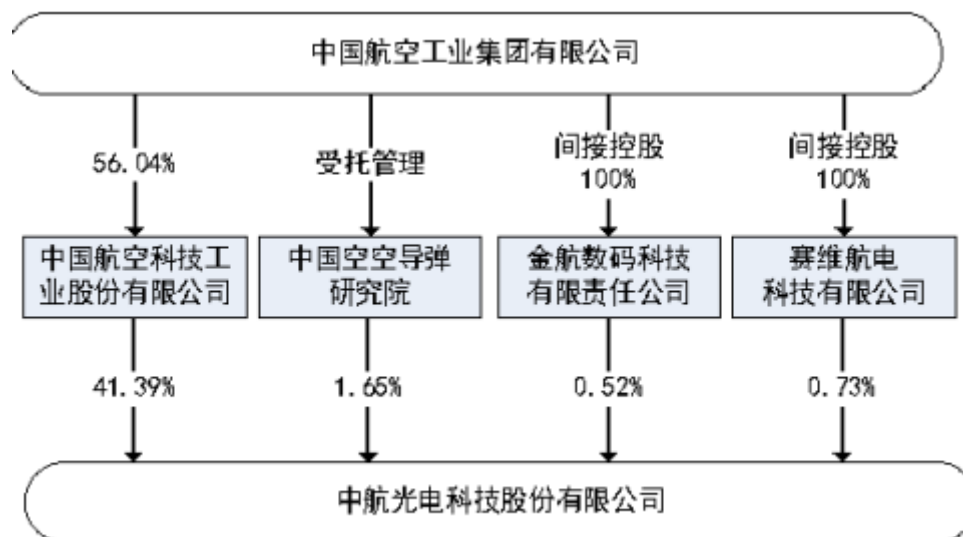 中国航空工业集团有限公司
56.04%
受托管理
间接控股
100%
间接控股
100%
中国航空科技工
业股份有限公司
中国空空导弹
研究院
金航数码科技
有限责任公司
赛维航电
科技有限公司
41.39%
1.65%
0.52%
0.73%
中航光电科技股份有限公司